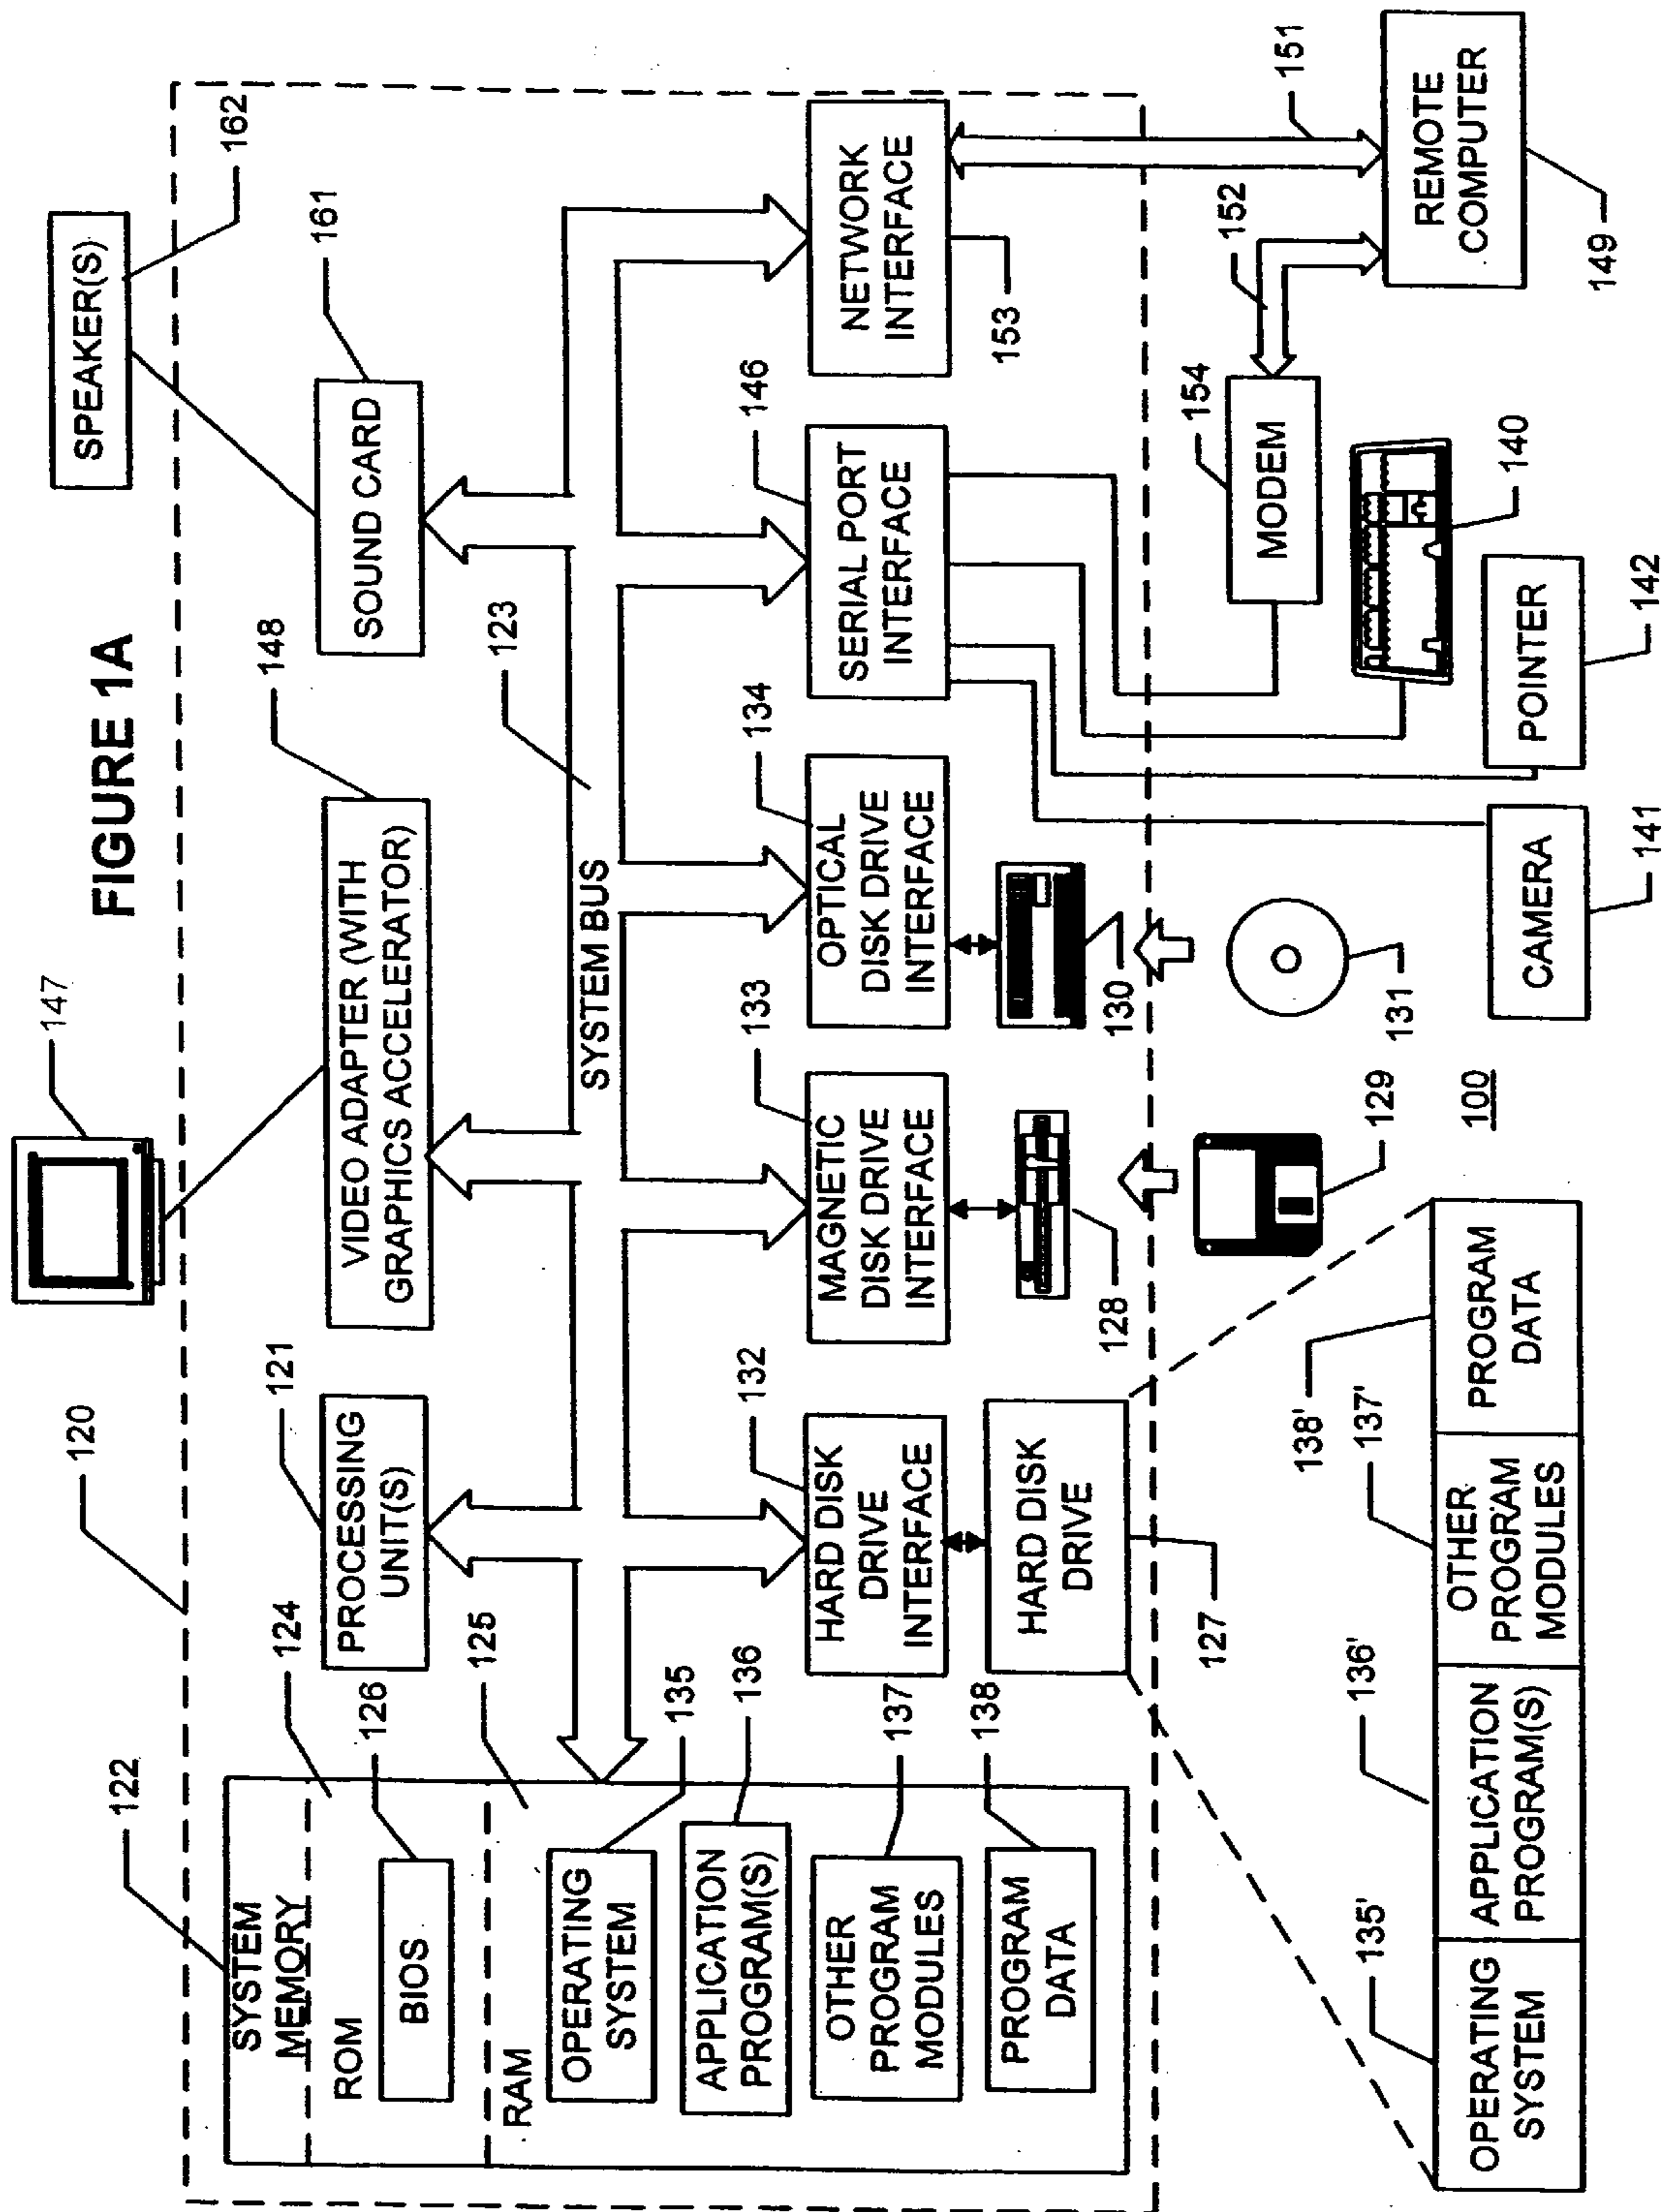 FIGURE 1A
120
147
SPEAKER(S)
162
122
SYSTEM
MEMORY
124
ROM
126
BIOS
125
RAM
135
OPERATING
SYSTEM
136
APPLICATION
PROGRAM(S)
137
OTHER
PROGRAM
MODULES
138
PROGRAM
DATA
121
PROCESSING
UNIT(S)
148
VIDEO ADAPTER (WITH
GRAPHICS ACCELERATOR)
161
SOUND CARD
123
SYSTEM BUS
132
HARD DISK
DRIVE
INTERFACE
133
MAGNETIC
DISK DRIVE
INTERFACE
134
OPTICAL
DISK DRIVE
INTERFACE
146
SERIAL PORT
INTERFACE
NETWORK
INTERFACE
153
HARD DISK
DRIVE
127
128
130
152
151
154
MODEM
129
131
140
REMOTE
COMPUTER
149
100
135'
136'
137'
138'
OPERATING
SYSTEM
APPLICATION
PROGRAM(S)
OTHER
PROGRAM
MODULES
PROGRAM
DATA
CAMERA
141
POINTER
142